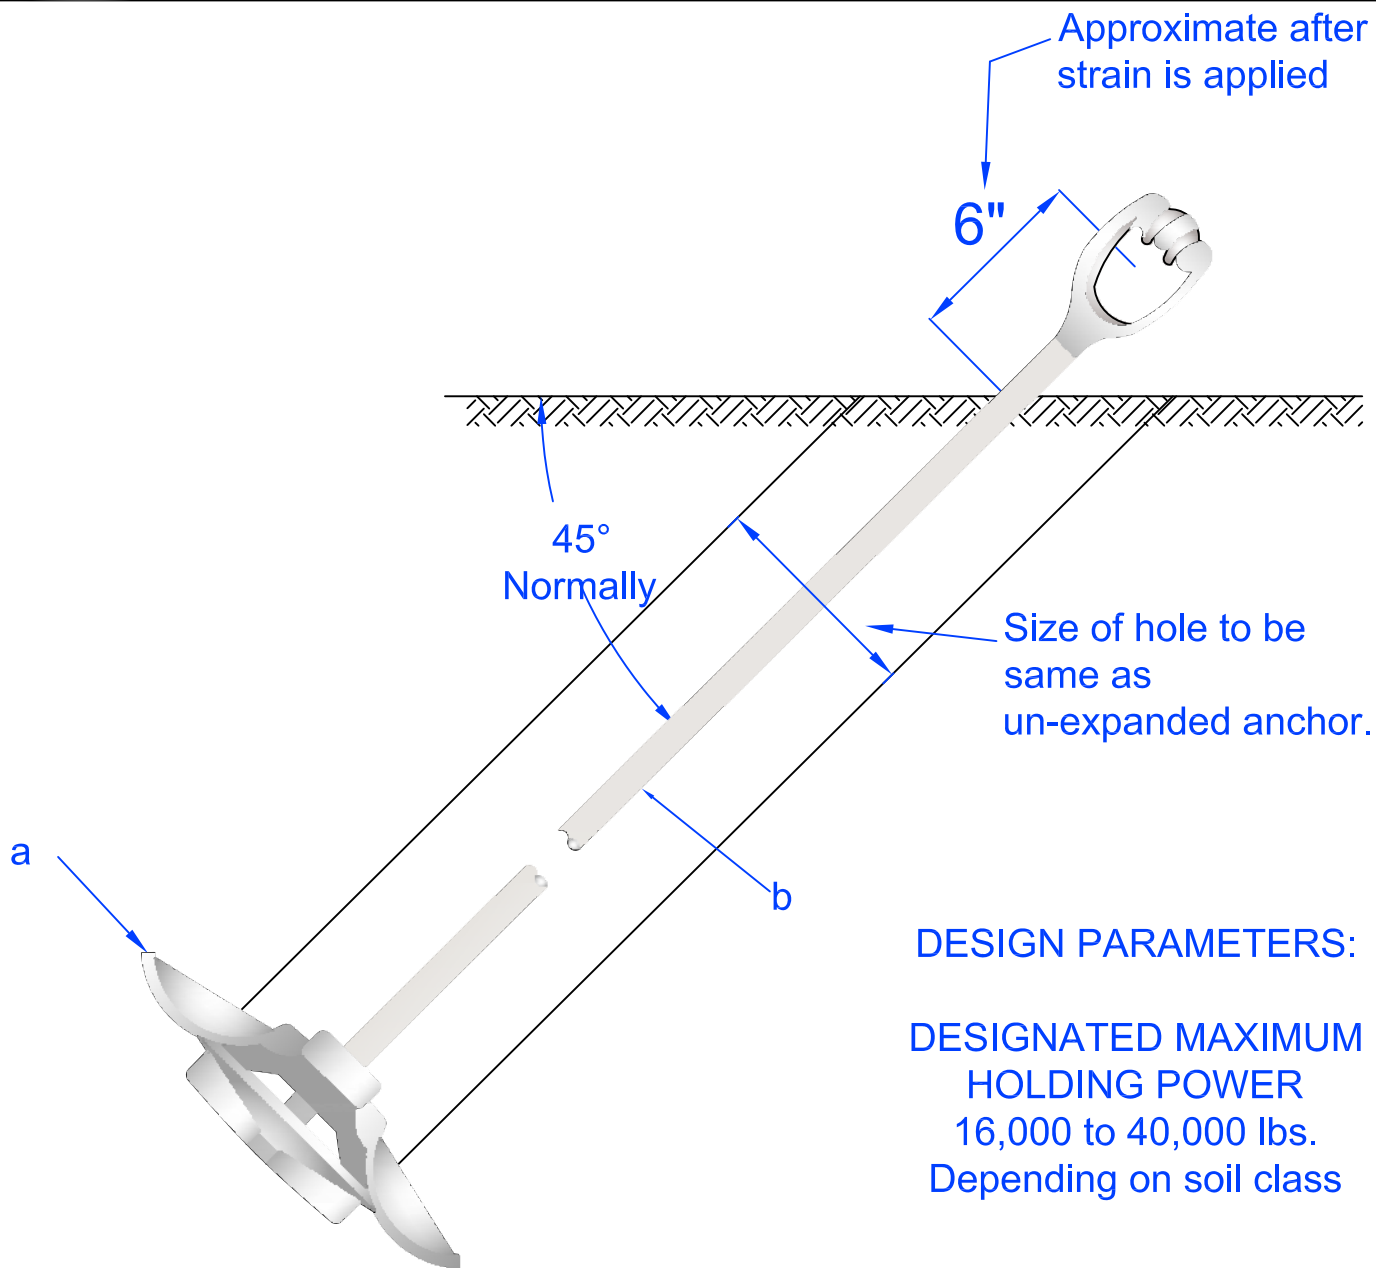 Approximate after
strain is applied
6"
45°
Normally
Size of hole to be
same as
un-expanded anchor.
a
b
DESIGN PARAMETERS:
DESIGNATED MAXIMUM
HOLDING POWER
16,000 to 40,000 lbs.
Depending on soil class